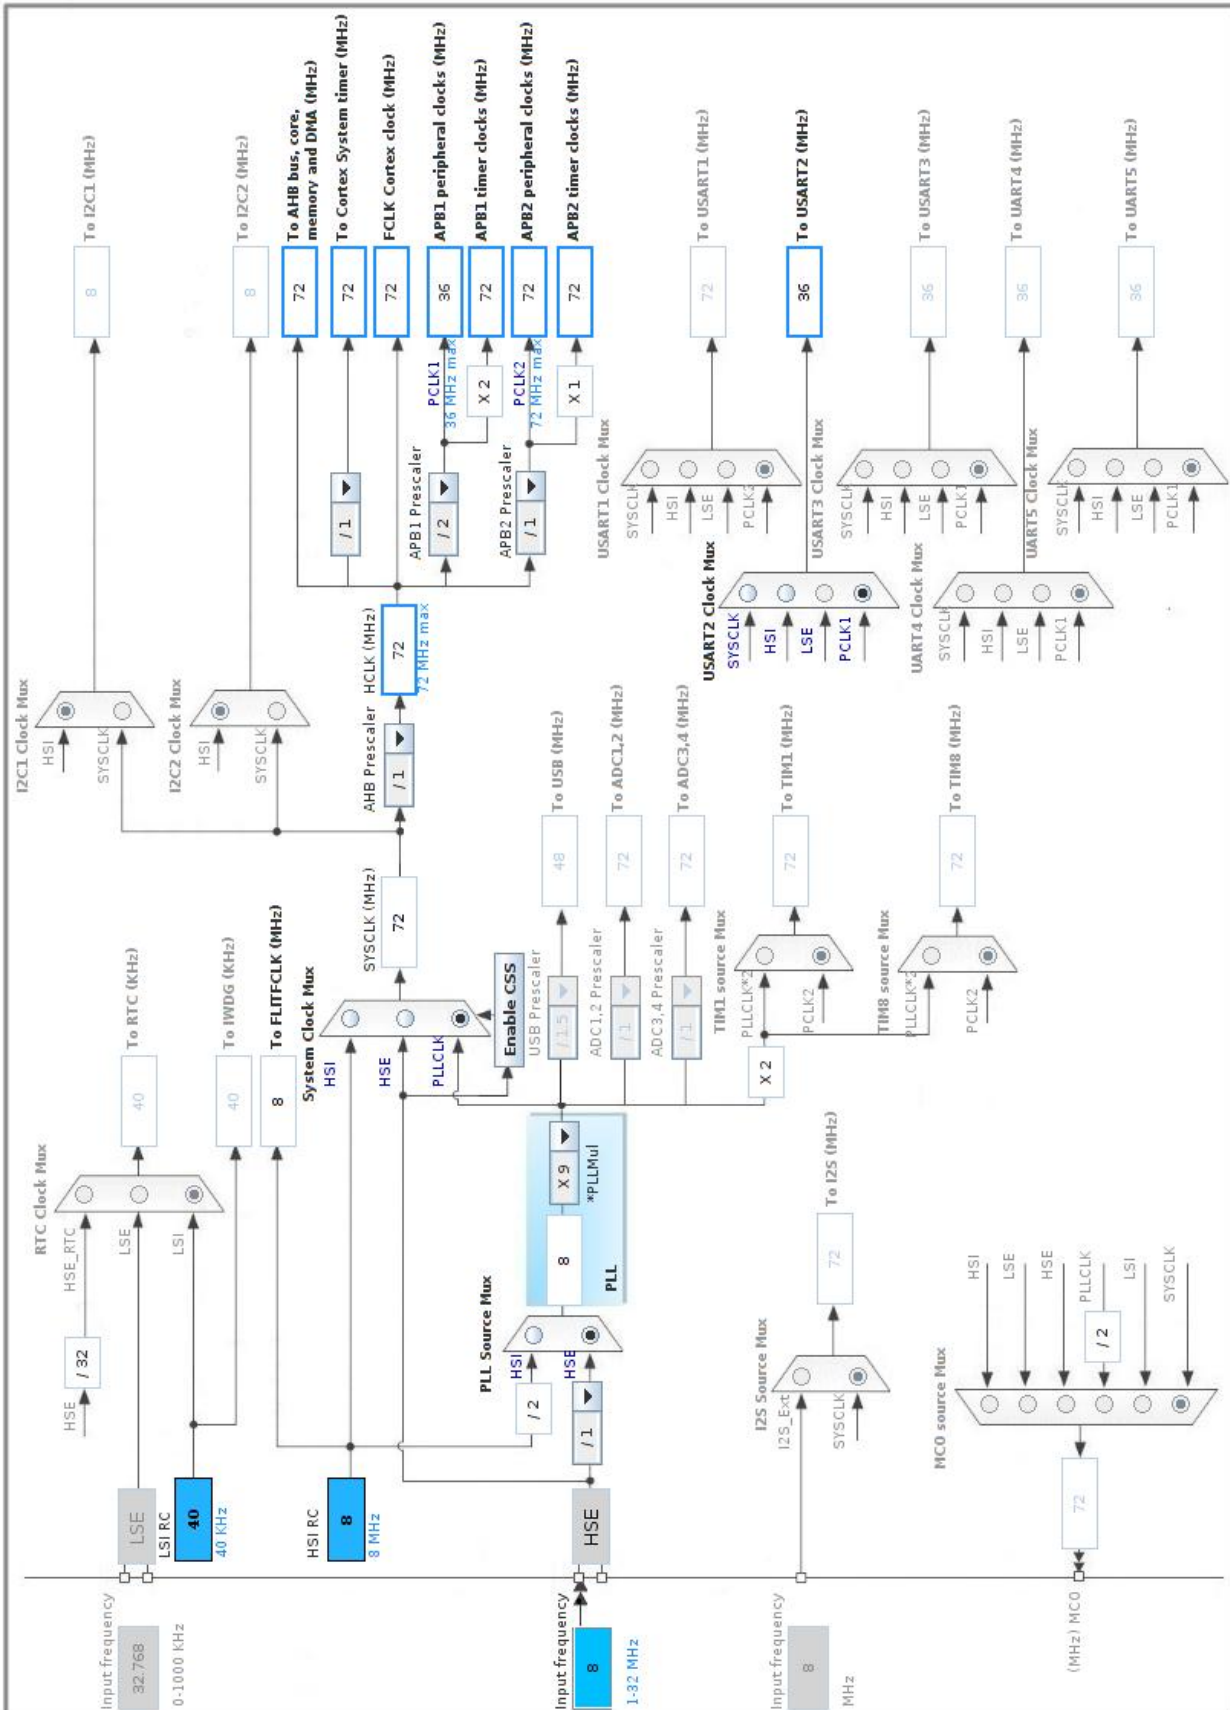 Input frequency
32.768
0-1000 KHz
LSE
LSI RC
40
40 KHz
HSE
/ 32
HSE_RTC
LSE
LSI
RTC Clock Mux
40
To RTC (KHz)
40
To IWDG (KHz)
8
To FLITFCLK (MHz)
HSI RC
8
8 MHz
I2C1 Clock Mux
HSI
SYSCLK
8
To I2C1 (MHz)
I2C2 Clock Mux
HSI
SYSCLK
8
To I2C2 (MHz)
System Clock Mux
HSI
HSE
PLLCLK
Enable CSS
SYSCLK (MHz)
72
AHB Prescaler
/ 1
HCLK (MHz)
72
72 MHz max
72
To AHB bus, core,
memory and DMA (MHz)
/ 1
72
To Cortex System timer (MHz)
72
FCLK Cortex clock (MHz)
APB1 Prescaler
/ 2
PCLK1
36 MHz max
36
APB1 peripheral clocks (MHz)
X 2
72
APB1 timer clocks (MHz)
APB2 Prescaler
/ 1
PCLK2
72 MHz max
72
APB2 peripheral clocks (MHz)
X 1
72
APB2 timer clocks (MHz)
Input frequency
8
1-32 MHz
HSE
/ 2
/ 1
PLL Source Mux
HSI
HSE
8
X 9
*PLLMul
PLL
USB Prescaler
/ 1.5
48
To USB (MHz)
ADC1,2 Prescaler
/ 1
72
To ADC1,2 (MHz)
ADC3,4 Prescaler
/ 1
72
To ADC3,4 (MHz)
X 2
TIM1 source Mux
PLLCLK*2
PCLK2
72
To TIM1 (MHz)
TIM8 source Mux
PLLCLK*2
PCLK2
72
To TIM8 (MHz)
USART1 Clock Mux
SYSCLK
HSI
LSE
PCLK2
72
To USART1 (MHz)
USART2 Clock Mux
SYSCLK
HSI
LSE
PCLK1
36
To USART2 (MHz)
USART3 Clock Mux
SYSCLK
HSI
LSE
PCLK1
36
To USART3 (MHz)
UART4 Clock Mux
SYSCLK
HSI
LSE
PCLK1
36
To UART4 (MHz)
UART5 Clock Mux
SYSCLK
HSI
LSE
PCLK1
36
To UART5 (MHz)
Input frequency
8
MHz
I2S Source Mux
I2S_Ext
SYSCLK
72
To I2S (MHz)
(MHz) MCO
72
MCO source Mux
HSI
LSE
HSE
PLLCLK
/ 2
LSI
SYSCLK